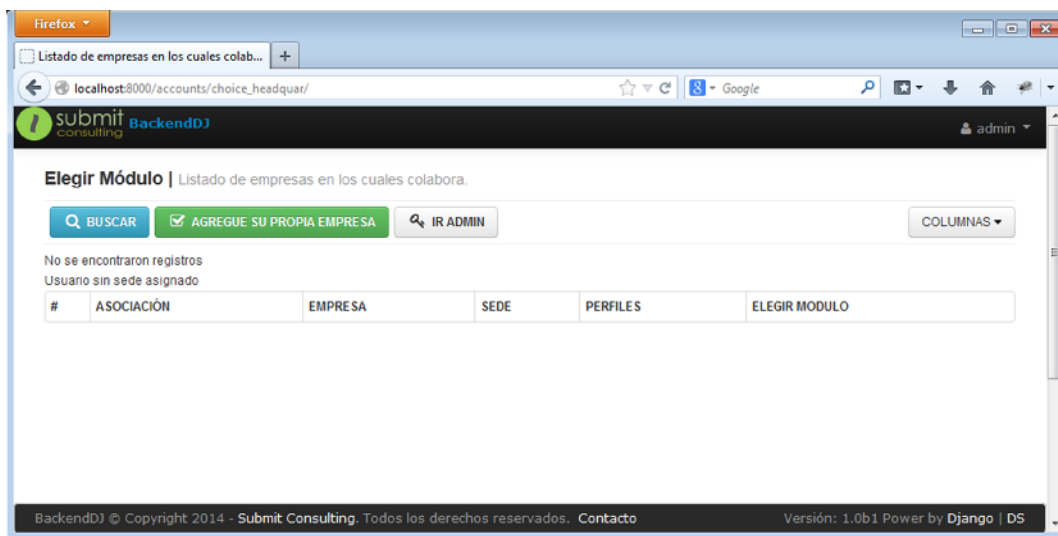 Firefox
Listado de empresas en los cuales colab...
localhost:8000/accounts/choice_headquar/
Google
submit consulting BackendDJ
admin
Elegir Módulo | Listado de empresas en los cuales colabora.
BUSCAR AGREGUE SU PROPIA EMPRESA IR ADMIN COLUMNAS
No se encontraron registros
Usuario sin sede asignado
# ASOCIACIÓN EMPRESA SEDE PERFILES ELEGIR MODULO
BackendDJ © Copyright 2014 - Submit Consulting. Todos los derechos reservados. Contacto Versión: 1.0b1 Power by Django | DS